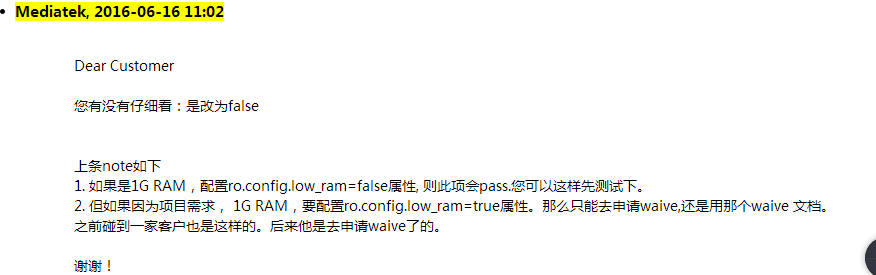 Mediatek, 2016-06-16 11:02
Dear Customer
您有没有仔细看：是改为false
上条note如下
1. 如果是1G RAM，配置ro.config.low_ram=false属性, 则此项会pass.您可以这样先测试下。
2. 但如果因为项目需求， 1G RAM，要配置ro.config.low_ram=true属性。那么只能去申请waive,还是用那个waive 文档。
之前碰到一家客户也是这样的。后来他是去申请waive了的。
谢谢！